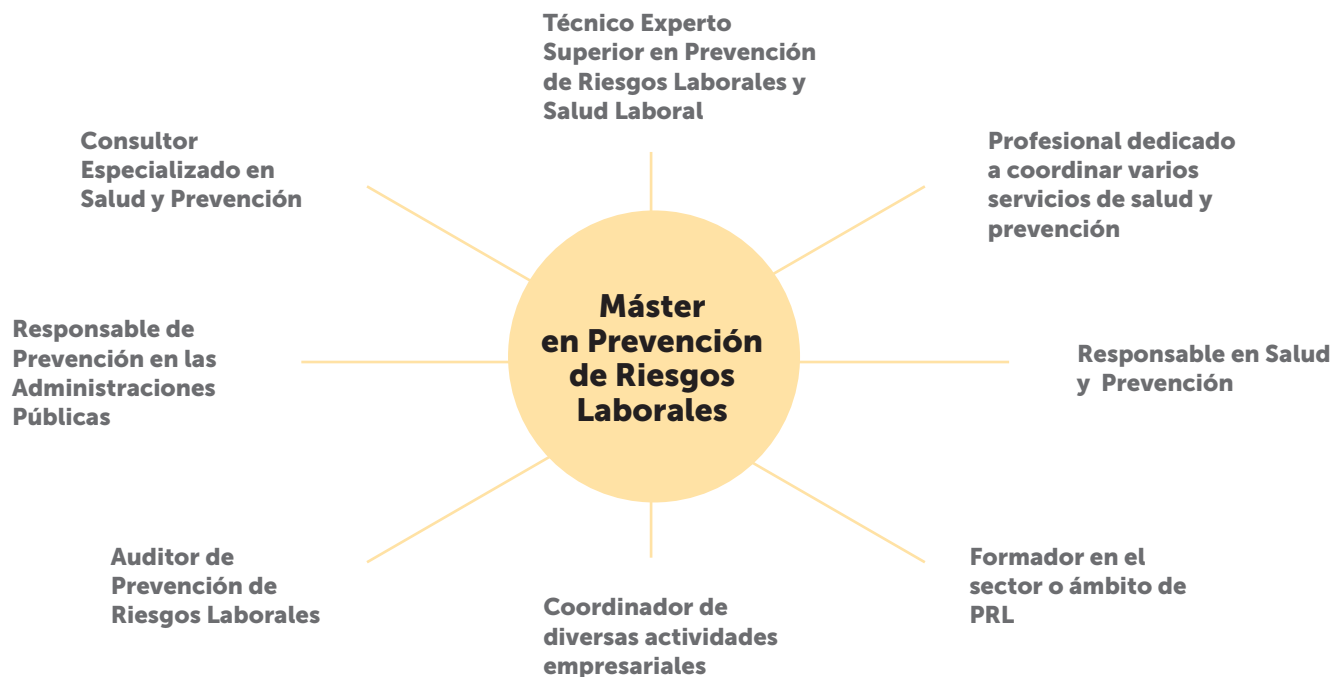 Técnico Experto
Superior en Prevención
de Riesgos Laborales y
Salud Laboral
Consultor
Especializado en
Salud y Prevención
Profesional dedicado
a coordinar varios
servicios de salud y
prevención
Máster
en Prevención
de Riesgos
Laborales
Responsable de
Prevención en las
Administraciones
Públicas
Responsable en Salud
y Prevención
Auditor de
Prevención de
Riesgos Laborales
Coordinador de
diversas actividades
empresariales
Formador en el
sector o ámbito de
PRL